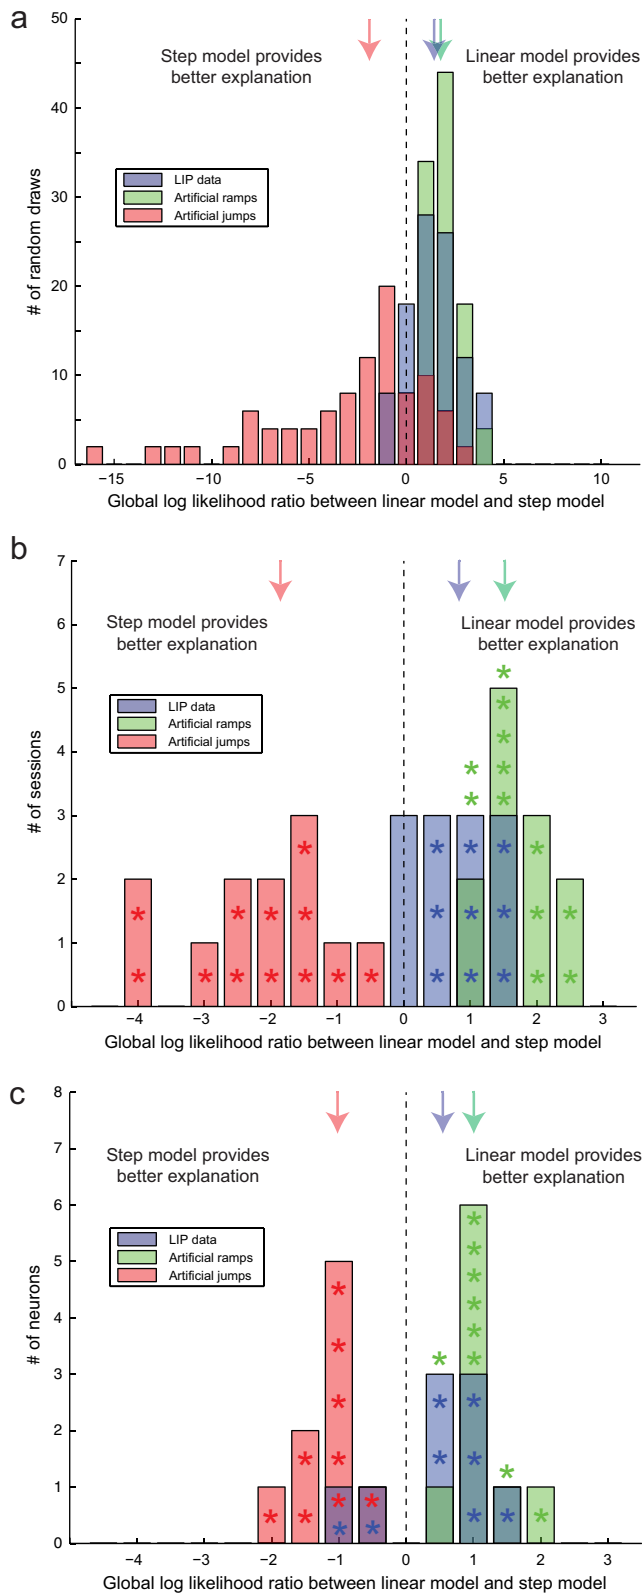 a
50
40
30
20
10
0
# of random draws
Step model provides
better explanation
Linear model provides
better explanation
LIP data
Artificial ramps
Artificial jumps
−15
−10
−5
0
5
10
Global log likelihood ratio between linear model and step model
b
7
6
5
4
3
2
1
0
# of sessions
Step model provides
better explanation
Linear model provides
better explanation
LIP data
Artificial ramps
Artificial jumps
−4
−3
−2
−1
0
1
2
3
Global log likelihood ratio between linear model and step model
c
8
7
6
5
4
3
2
1
0
# of neurons
Step model provides
better explanation
Linear model provides
better explanation
LIP data
Artificial ramps
Artificial jumps
−4
−3
−2
−1
0
1
2
3
Global log likelihood ratio between linear model and step model